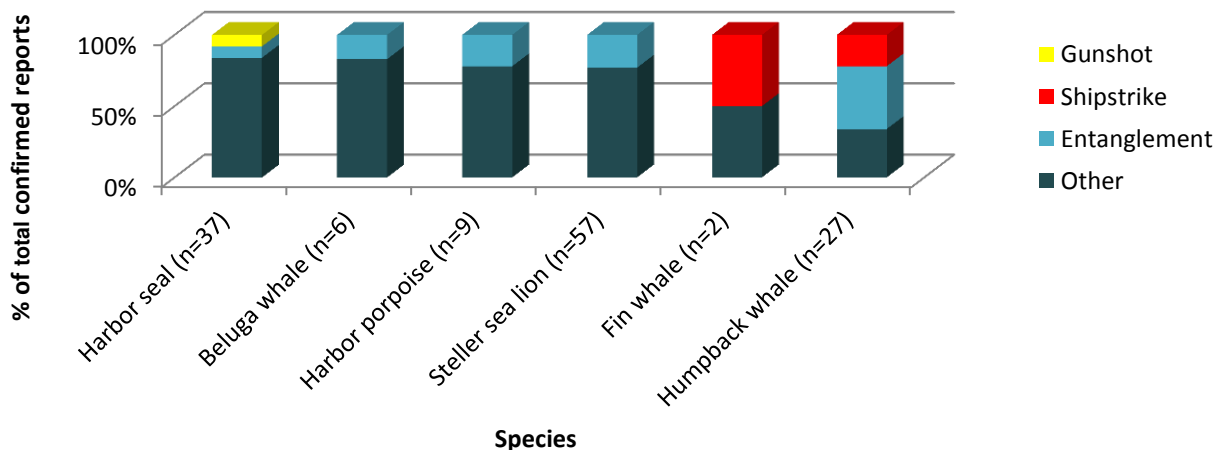 % of total confirmed reports
100%
50%
0%
Harbor seal (n=37)
Beluga whale (n=6)
Harbor porpoise (n=9)
Steller sea lion (n=57)
Fin whale (n=2)
Humpback whale (n=27)
Species
Gunshot
Shipstrike
Entanglement
Other